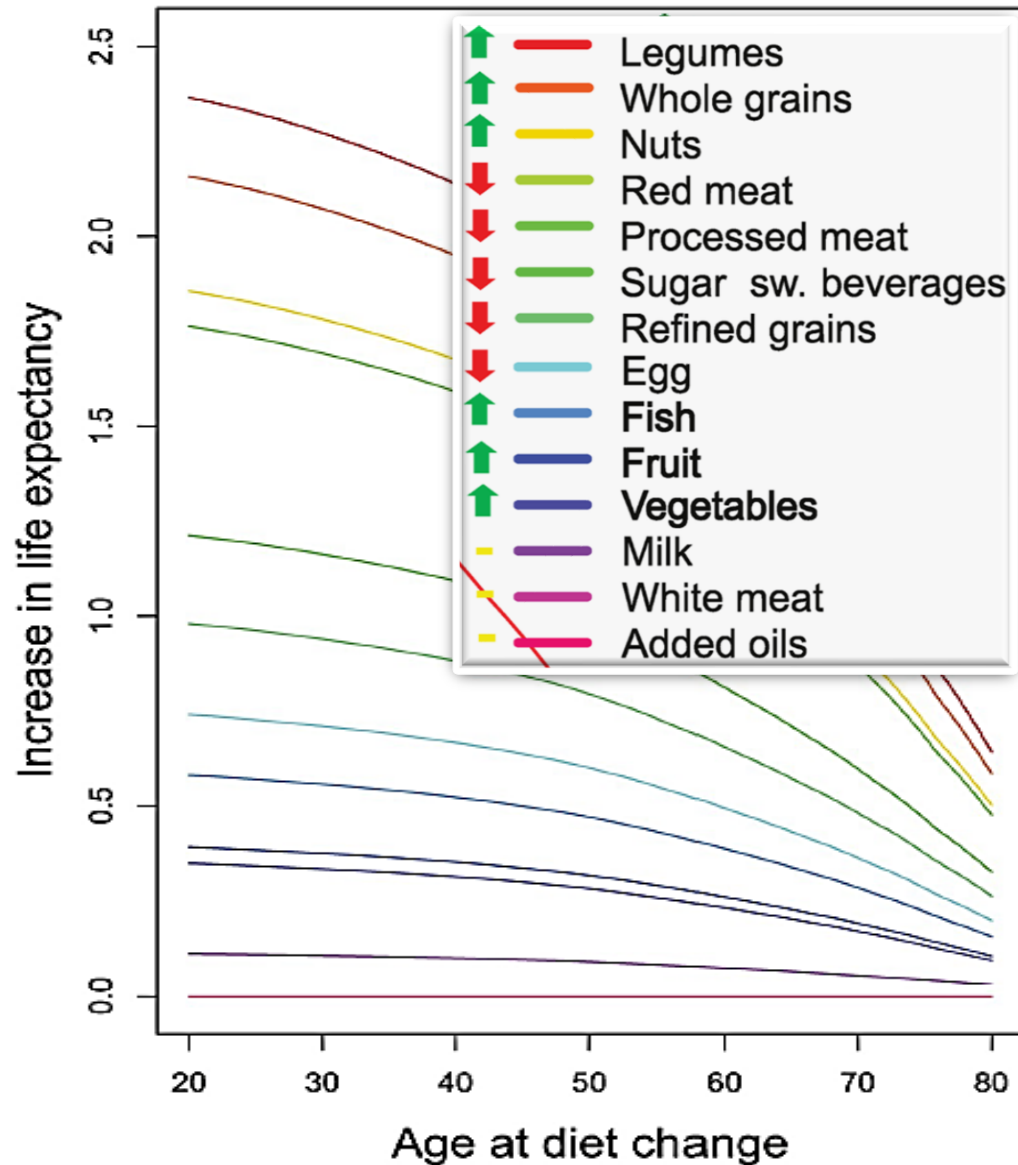 Increase in life expectancy
2.5
2.0
1.5
1.0
0.5
0.0
Legumes
Whole grains
Nuts
Red meat
Processed meat
Sugar sw. beverages
Refined grains
Egg
Fish
Fruit
Vegetables
Milk
White meat
Added oils
20 30 40 50 60 70 80
Age at diet change